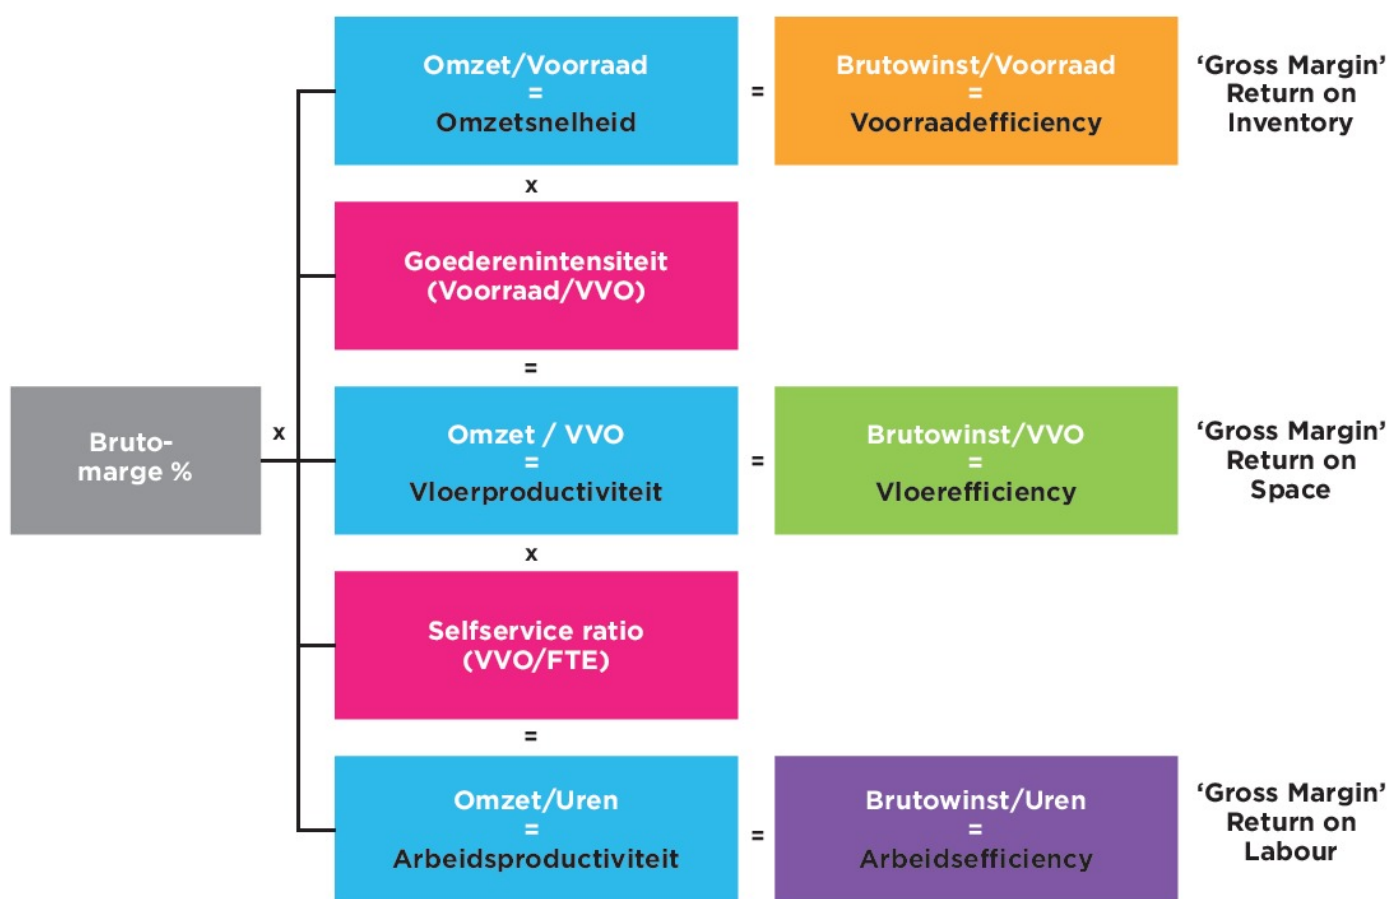 Omzet/Voorraad
=
Omzetsnelheid
=
Brutowinst/Voorraad
=
Voorraadefficiency
‘Gross Margin’
Return on
Inventory
x
Goederenintensiteit
(Voorraad/VVO)
=
Bruto-
marge %
x
Omzet / VVO
=
Vloerproductiviteit
=
Brutowinst/VVO
=
Vloerefficiency
‘Gross Margin’
Return on
Space
x
Selfservice ratio
(VVO/FTE)
=
Omzet/Uren
=
Arbeidsproductiviteit
=
Brutowinst/Uren
=
Arbeidsefficiency
‘Gross Margin’
Return on
Labour